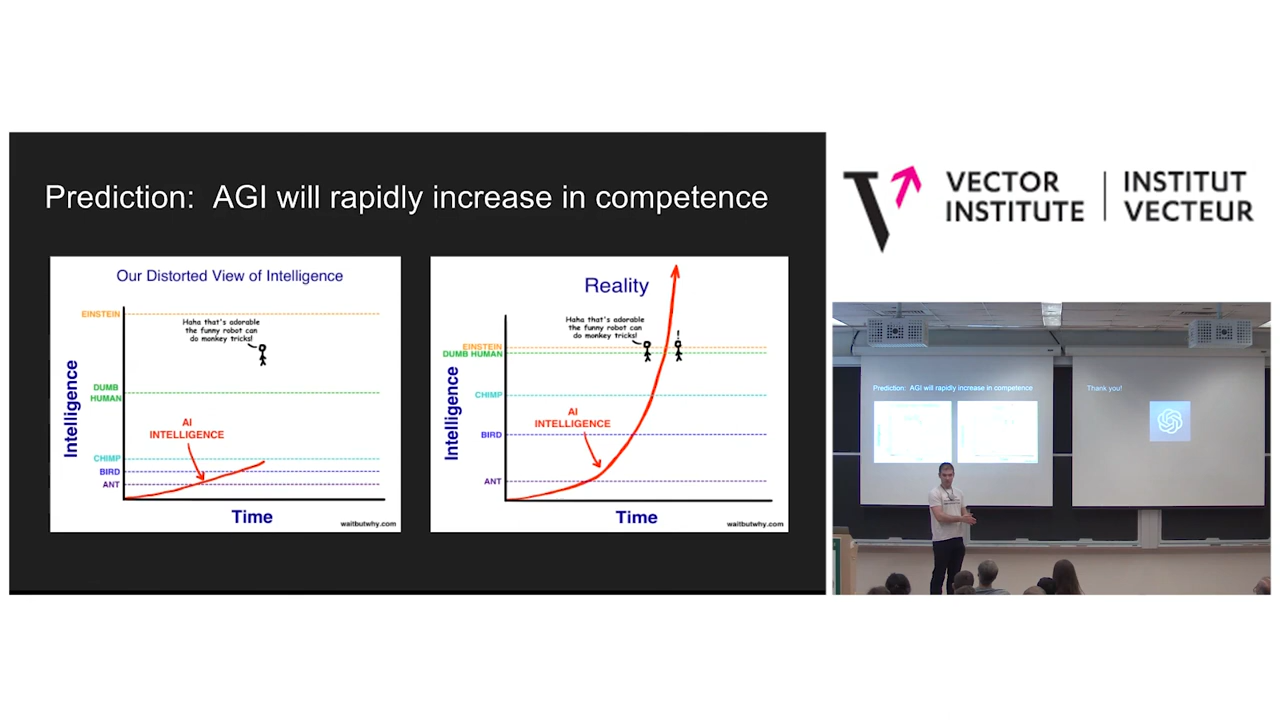 Prediction: AGI will rapidly increase in competence
Our Distorted View of Intelligence
EINSTEIN
Haha that's adorable
the funny robot can
do monkey tricks!
DUMB
HUMAN
AI
INTELLIGENCE
CHIMP
BIRD
ANT
Intelligence
Time
waitbutwhy.com
Reality
Haha that's adorable
the funny robot can
do monkey tricks!
!
EINSTEIN
DUMB HUMAN
CHIMP
AI
INTELLIGENCE
BIRD
ANT
Intelligence
Time
waitbutwhy.com
VECTOR
INSTITUTE
INSTITUT
VECTEUR
Prediction: AGI will rapidly increase in competence
Thank you!